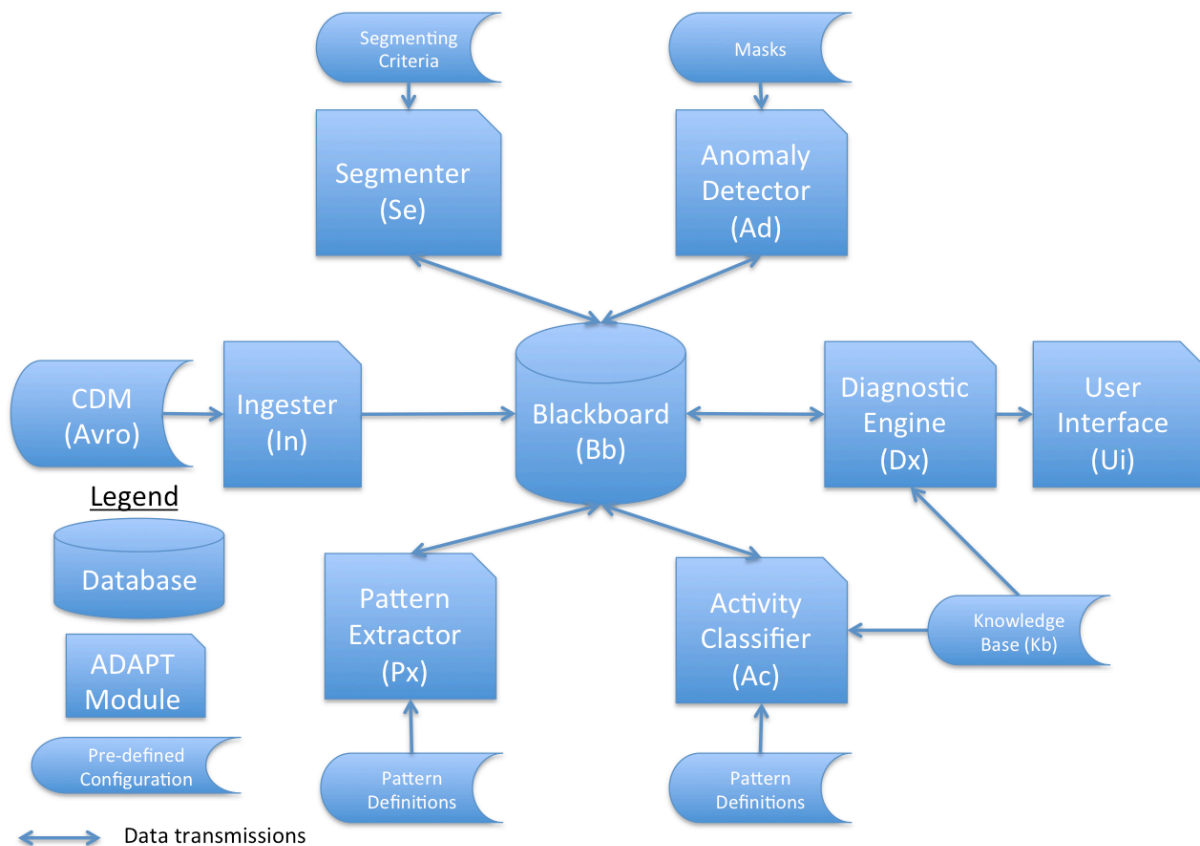 Segmenting
Criteria
Masks
Segmenter
(Se)
Anomaly
Detector
(Ad)
CDM
(Avro)
Ingester
(In)
Blackboard
(Bb)
Diagnostic
Engine
(Dx)
User
Interface
(Ui)
Legend
Database
ADAPT
Module
Pre-defined
Configuration
Data transmissions
Pattern
Extractor
(Px)
Activity
Classifier
(Ac)
Knowledge
Base (Kb)
Pattern
Definitions
Pattern
Definitions